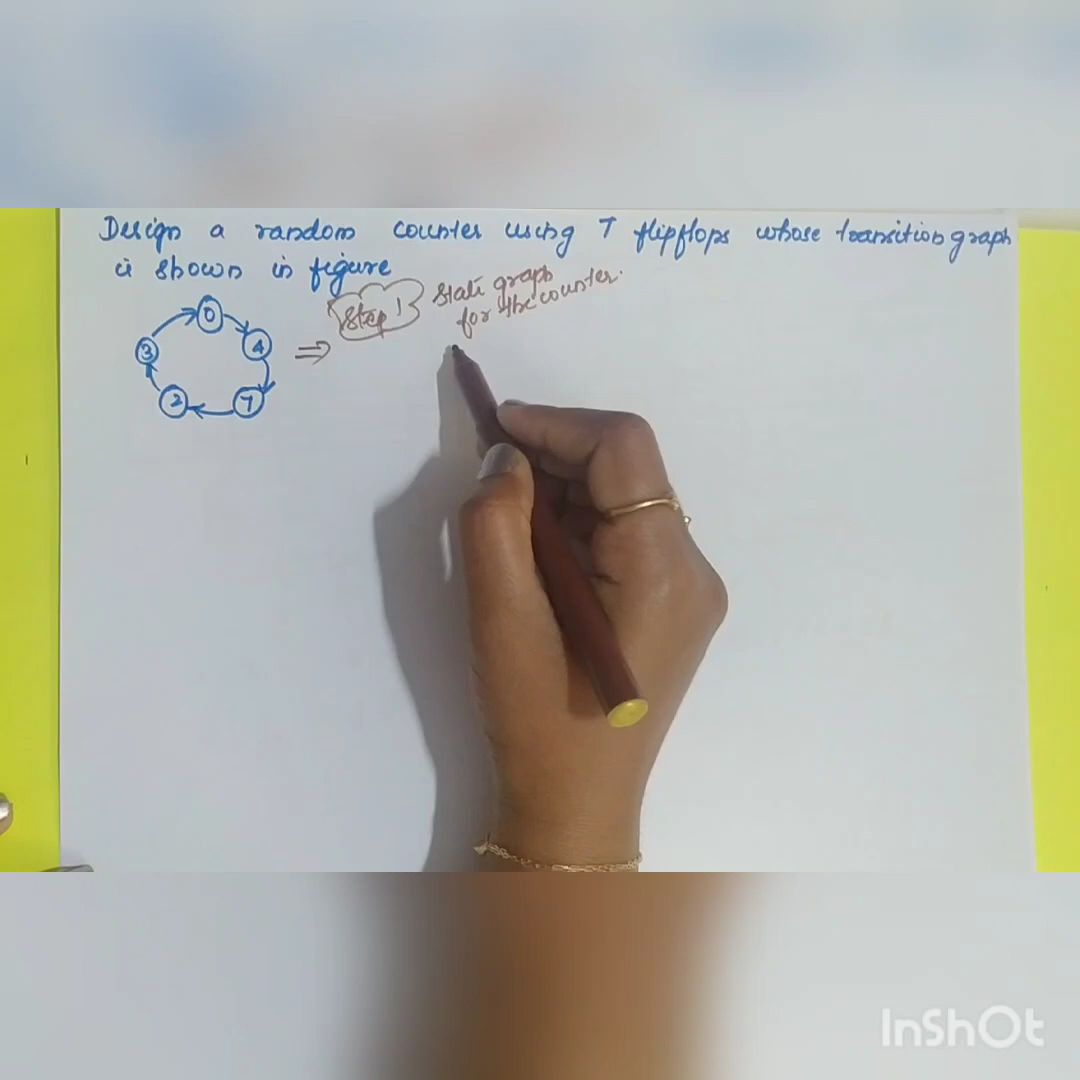 Design a random counter using T flipflops whose transition graph
is shown in figure
Step 1 State graph
for the counter.
0
3 4
2 7
InShOt